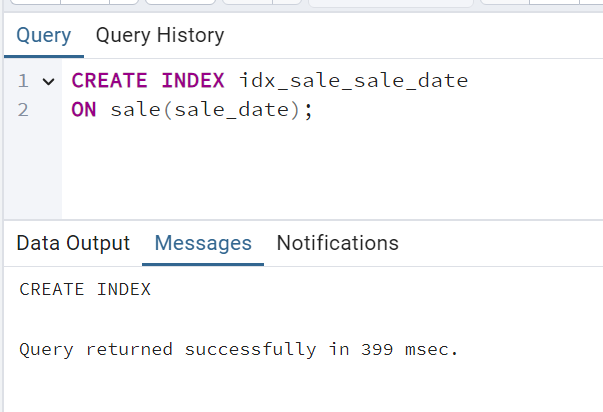 Query Query History
1 CREATE INDEX idx_sale_sale_date
2 ON sale(sale_date);
Data Output Messages Notifications
CREATE INDEX
Query returned successfully in 399 msec.